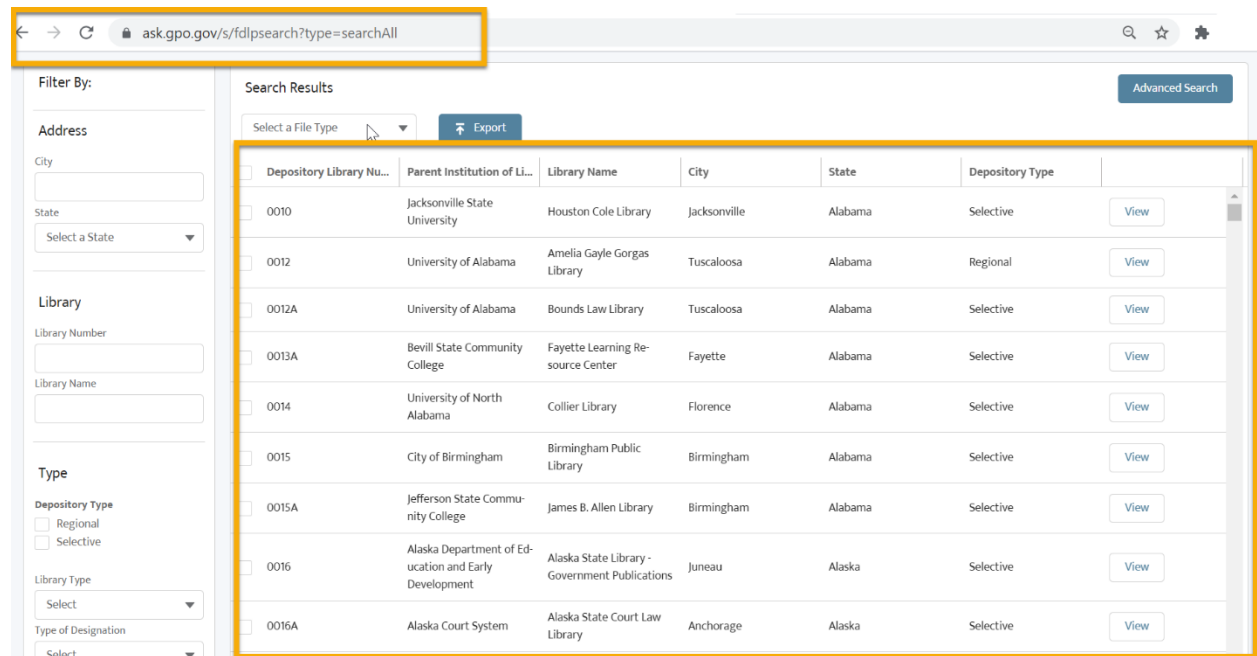 ask.gpo.gov/s/fdlpsearch?type=searchAll
Filter By:
Address
City
State
Select a State
Library
Library Number
Library Name
Type
Depository Type
Regional
Selective
Library Type
Select
Type of Designation
Select
Search Results
Advanced Search
Select a File Type
Export
Depository Library Nu... Parent Institution of Li... Library Name City State Depository Type
0010 Jacksonville State University Houston Cole Library Jacksonville Alabama Selective View
0012 University of Alabama Amelia Gayle Gorgas Library Tuscaloosa Alabama Regional View
0012A University of Alabama Bounds Law Library Tuscaloosa Alabama Selective View
0013A Bevill State Community College Fayette Learning Re-source Center Fayette Alabama Selective View
0014 University of North Alabama Collier Library Florence Alabama Selective View
0015 City of Birmingham Birmingham Public Library Birmingham Alabama Selective View
0015A Jefferson State Commu-nity College James B. Allen Library Birmingham Alabama Selective View
0016 Alaska Department of Ed-ucation and Early Development Alaska State Library - Government Publications Juneau Alaska Selective View
0016A Alaska Court System Alaska State Court Law Library Anchorage Alaska Selective View